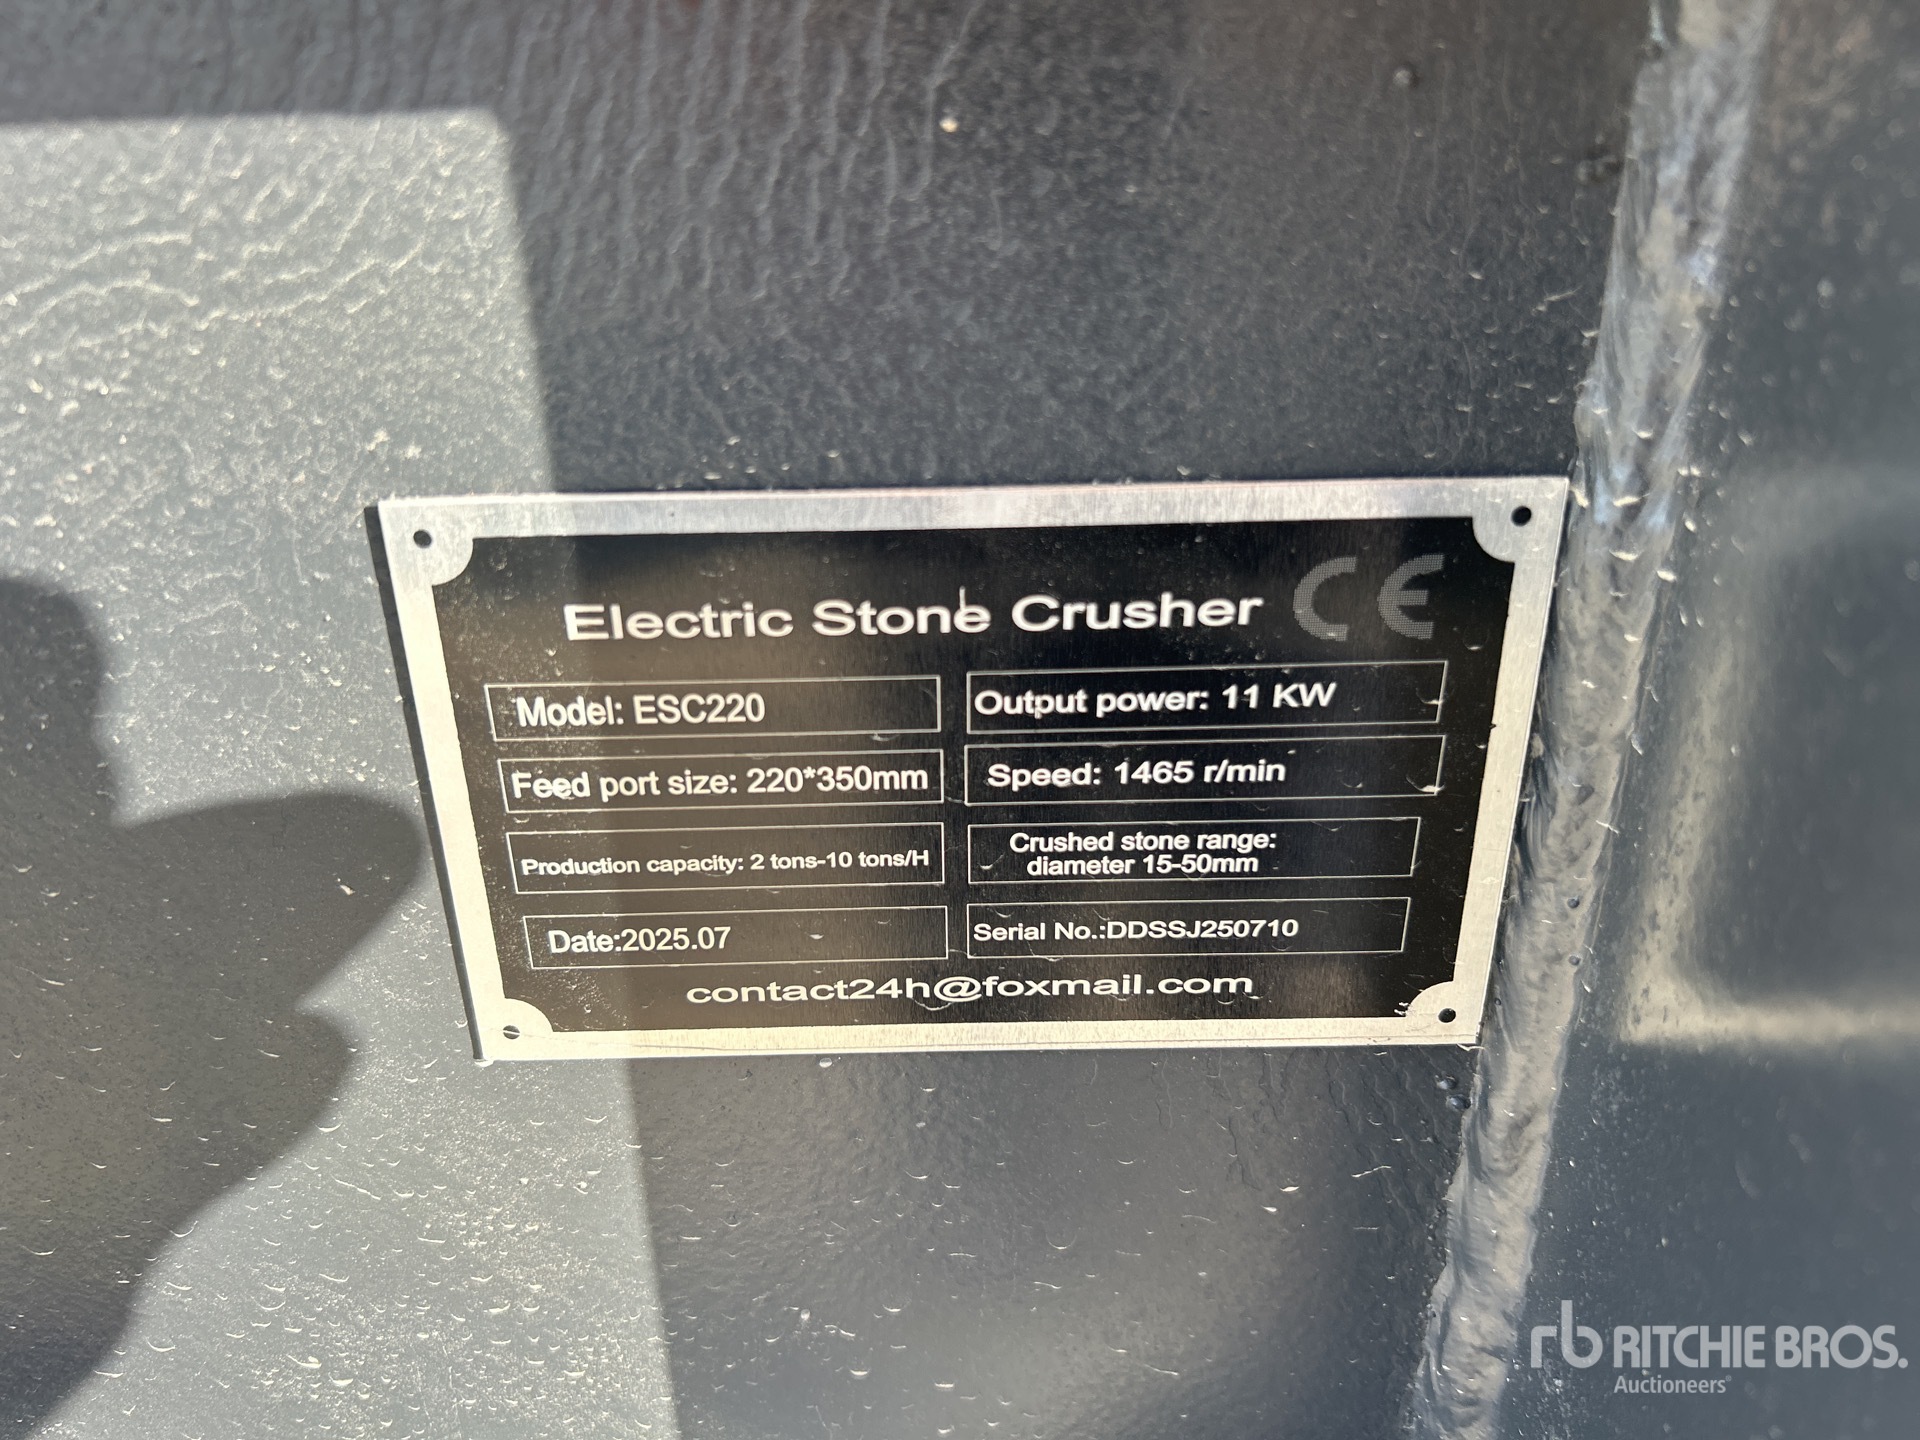 Electric Stone Crusher CE
Model: ESC220
Output power: 11 KW
Feed port size: 220*350mm
Speed: 1465 r/min
Production capacity: 2 tons-10 tons/H
Crushed stone range:
diameter 15-50mm
Date:2025.07
Serial No.:DDSSJ250710
contact24h@foxmail.com
rb RITCHIE BROS.
Auctioneers